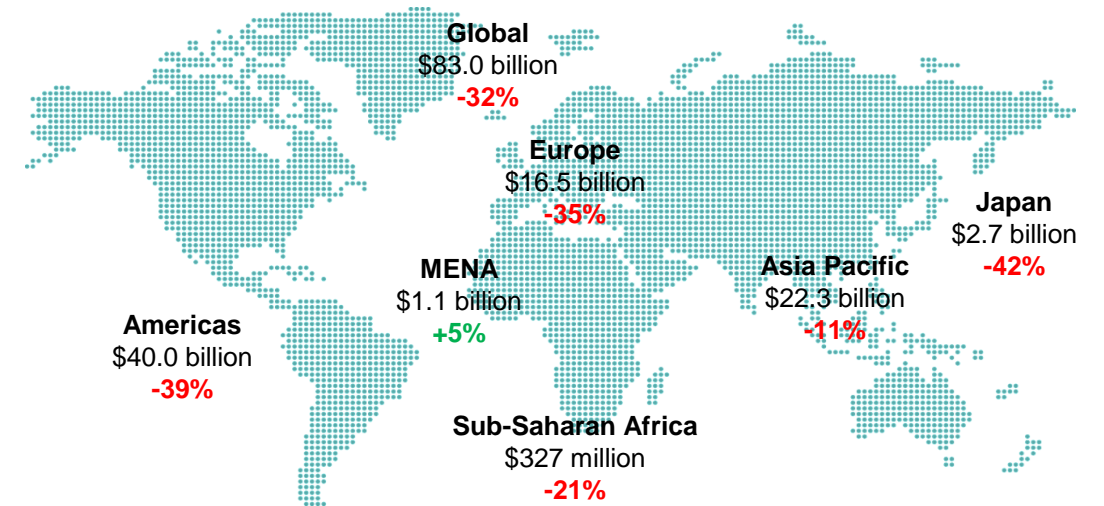 Global
$83.0 billion
-32%
Europe
$16.5 billion
-35%
Japan
$2.7 billion
-42%
MENA
$1.1 billion
+5%
Asia Pacific
$22.3 billion
-11%
Americas
$40.0 billion
-39%
Sub-Saharan Africa
$327 million
-21%